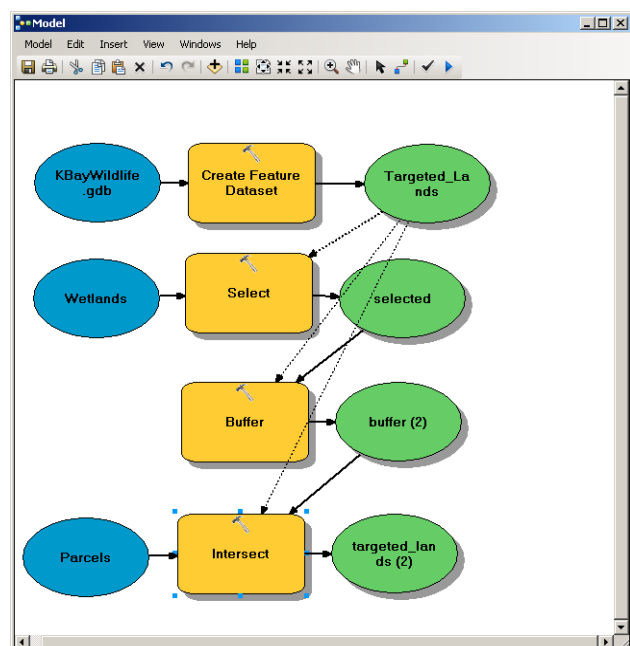 Model
Model Edit Insert View Windows Help
KBayWildlife
.gdb
Create Feature
Dataset
Targeted_La
nds
Wetlands
Select
selected
Buffer
buffer (2)
Parcels
Intersect
targeted_lan
ds (2)